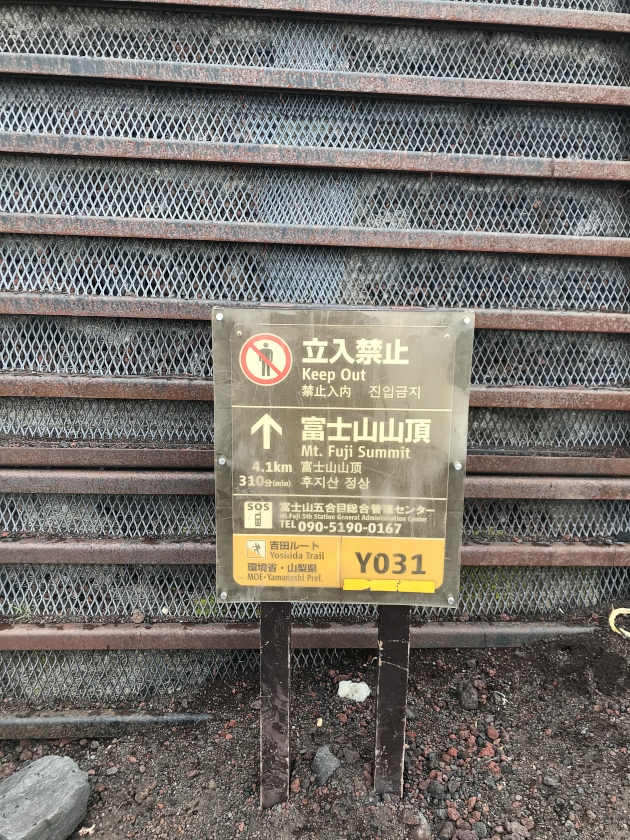 立入禁止
Keep Out
禁止入内 진입금지
富士山山頂
Mt. Fuji Summit
4.1km 富士山山顶
310分(min) 후지산 정상
SOS
富士山五合目総合管理センター
Mt.Fuji 5th Station General Administration Center
TEL 090-5190-0167
吉田ルート
Yoshida Trail
環境省・山梨県
MOE・Yamanashi Pref.
Y031